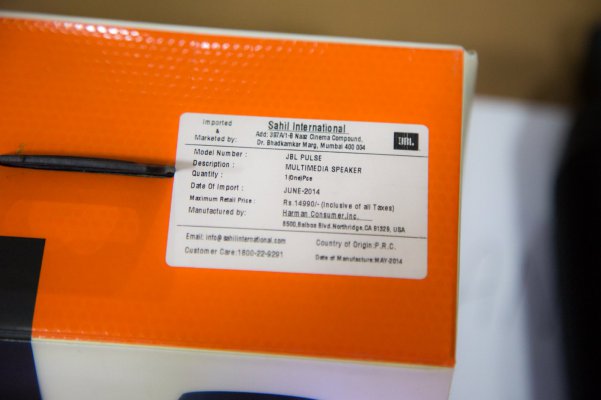 Imported
&
Marketed by:
Sahil International
Add: 397A/1-B Naaz Cinema Compound,
Dr. Bhadkamkar Marg, Mumbai 400 004
JBL
Model Number : JBL PULSE
Description : MULTIMEDIA SPEAKER
Quantity : 1(One)Pce
Date Of Import : JUNE-2014
Maximum Retail Price : Rs.14990/- (Inclusive of all Taxes)
Manufactured by: Harman Consumer,Inc.
8500,Balboa Blvd.Northridge,CA 91329, USA
Email: info@sahilinternational.com Country of Origin:P.R.C.
Customer Care:1800-22-9291 Date of Manufacture:MAY-2014